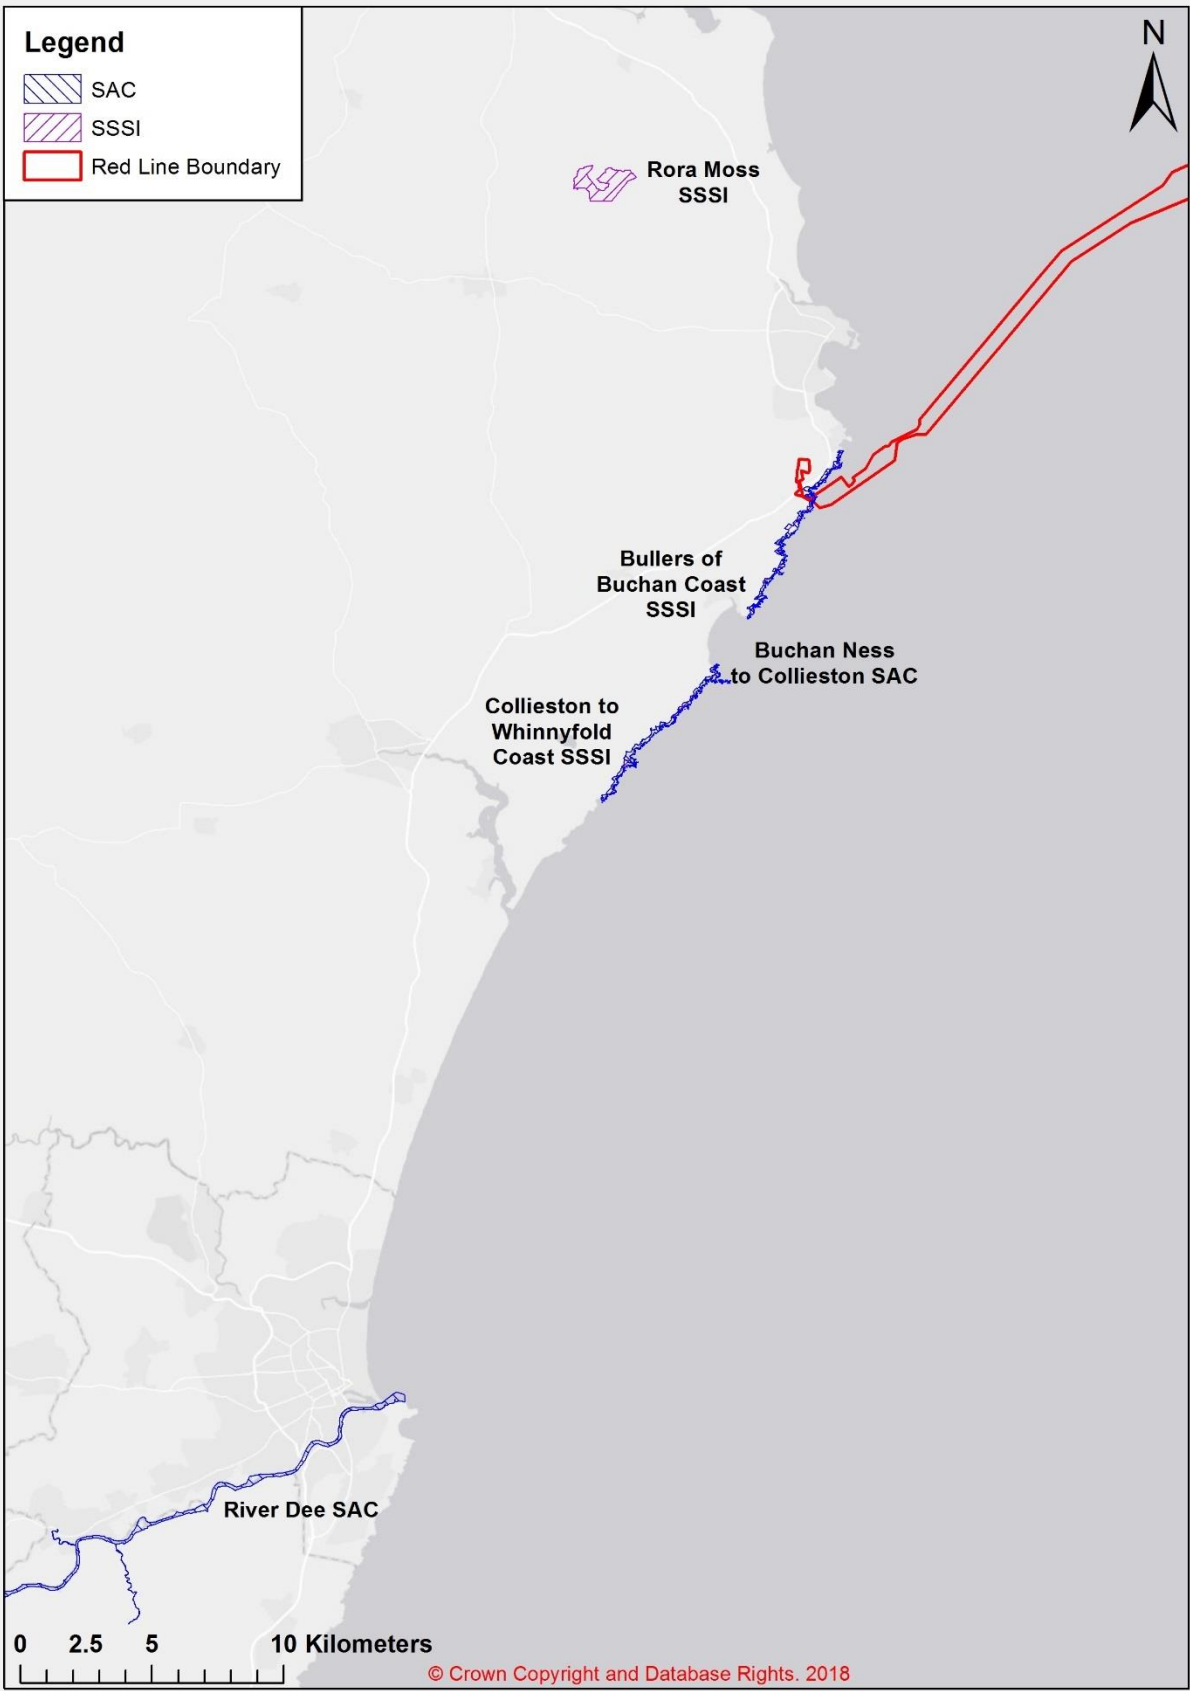 Legend
SAC
SSSI
Red Line Boundary
N
Rora Moss
SSSI
Bullers of
Buchan Coast
SSSI
Buchan Ness
to Collieston SAC
Collieston to
Whinnyfold
Coast SSSI
River Dee SAC
0 2.5 5 10 Kilometers
© Crown Copyright and Database Rights. 2018